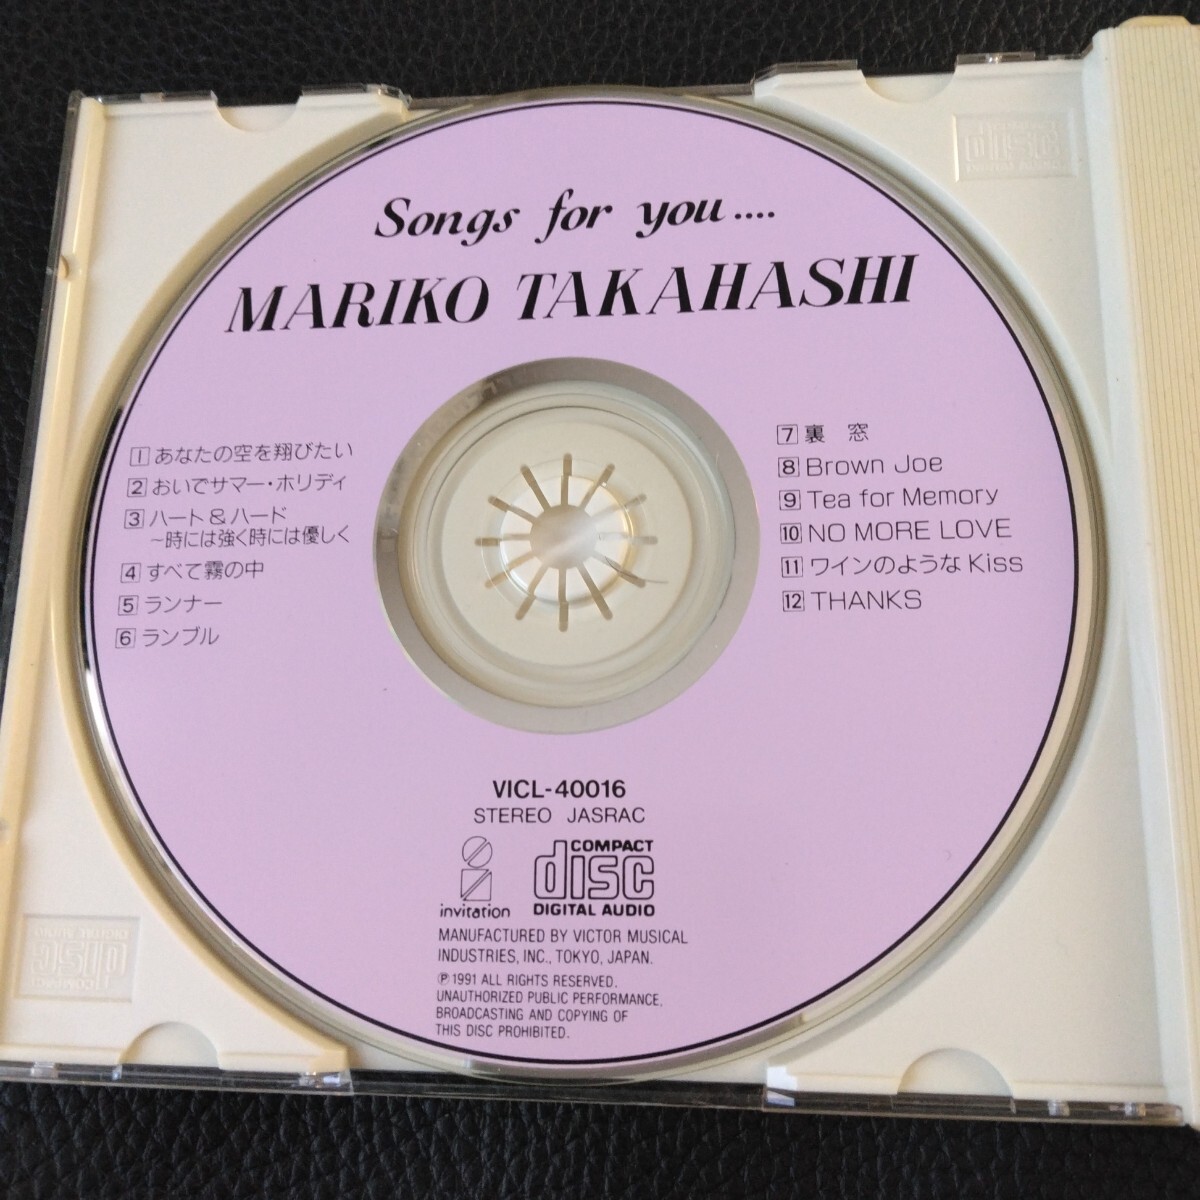 Songs for you....
MARIKO TAKAHASHI
1 あなたの空を翔びたい
2 おいでサマー・ホリディ
3 ハート&ハード
~時には強く時には優しく
4 すべて霧の中
5 ランナー
6 ランブル
7 裏 窓
8 Brown Joe
9 Tea for Memory
10 NO MORE LOVE
11 ワインのようなKiss
12 THANKS
VICL-40016
STEREO JASRAC
invitation
COMPACT
disc
DIGITAL AUDIO
MANUFACTURED BY VICTOR MUSICAL
INDUSTRIES, INC., TOKYO, JAPAN.
℗1991 ALL RIGHTS RESERVED.
UNAUTHORIZED PUBLIC PERFORMANCE,
BROADCASTING AND COPYING OF
THIS DISC PROHIBITED.
disc
COMPACT
disc
DIGITAL AUDIO